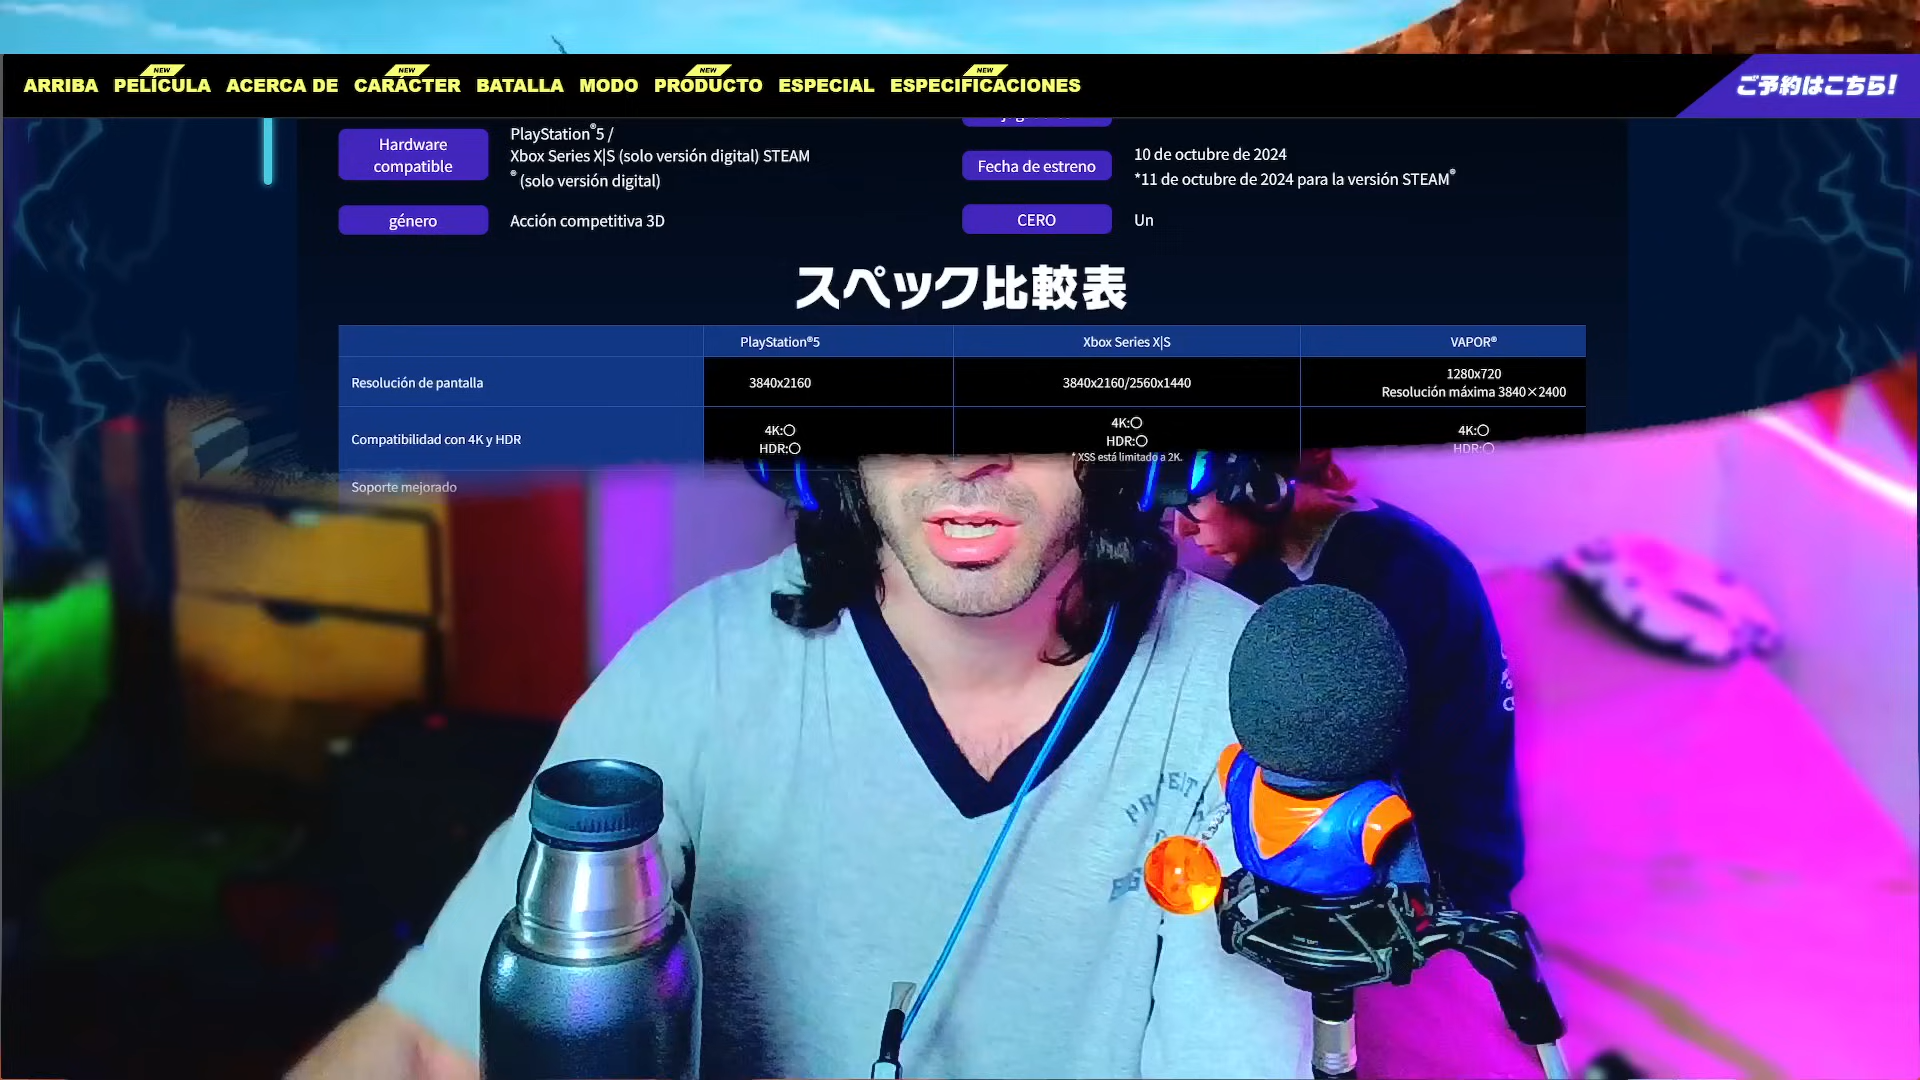 NEW NEW NEW NEW
ARRIBA PELÍCULA ACERCA DE CARÁCTER BATALLA MODO PRODUCTO ESPECIAL ESPECIFICACIONES
ご予約はこちら!
Hardware
compatible
PlayStation®5 /
Xbox Series X|S (solo versión digital) STEAM
® (solo versión digital)
Fecha de estreno
10 de octubre de 2024
*11 de octubre de 2024 para la versión STEAM®
género
Acción competitiva 3D
CERO
Un
スペック比較表
PlayStation®5
Xbox Series X|S
VAPOR®
Resolución de pantalla
3840x2160
3840x2160/2560x1440
1280x720
Resolución máxima 3840×2400
Compatibilidad con 4K y HDR
4K:〇
HDR:〇
4K:〇
HDR:〇
* XSS está limitado a 2K.
4K:〇
HDR:〇
Soporte mejorado